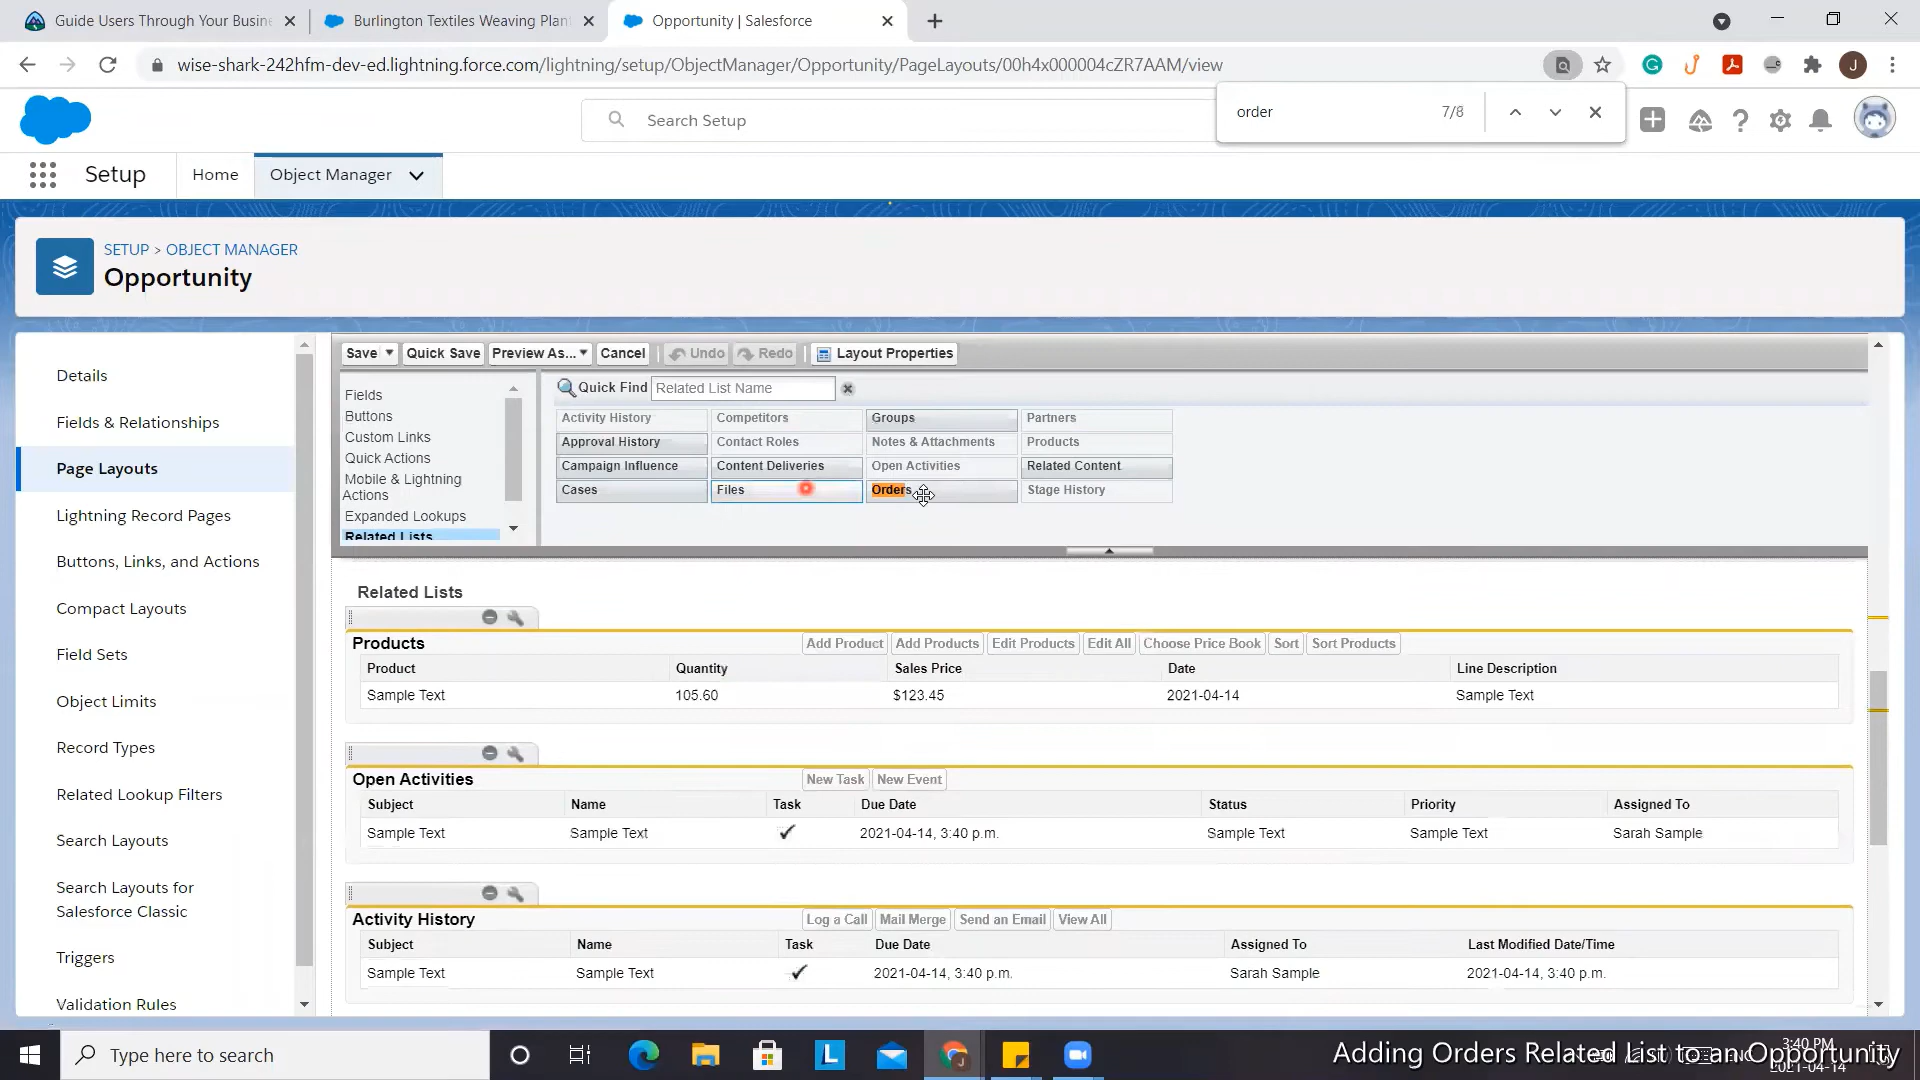 Guide Users Through Your Busine
Burlington Textiles Weaving Plan
Opportunity | Salesforce
wise-shark-242hfm-dev-ed.lightning.force.com/lightning/setup/ObjectManager/Opportunity/PageLayouts/00h4x000004cZR7AAM/view
J
order 7/8
Search Setup
Setup
Home
Object Manager
SETUP > OBJECT MANAGER
Opportunity
Details
Fields & Relationships
Page Layouts
Lightning Record Pages
Buttons, Links, and Actions
Compact Layouts
Field Sets
Object Limits
Record Types
Related Lookup Filters
Search Layouts
Search Layouts for
Salesforce Classic
Triggers
Validation Rules
Save Quick Save Preview As... Cancel Undo Redo Layout Properties
Fields
Buttons
Custom Links
Quick Actions
Mobile & Lightning
Actions
Expanded Lookups
Related Lists
Quick Find Related List Name
Activity History Competitors Groups Partners
Approval History Contact Roles Notes & Attachments Products
Campaign Influence Content Deliveries Open Activities Related Content
Cases Files Orders Stage History
Related Lists
Products Add Product Add Products Edit Products Edit All Choose Price Book Sort Sort Products
Product Quantity Sales Price Date Line Description
Sample Text 105.60 $123.45 2021-04-14 Sample Text
Open Activities New Task New Event
Subject Name Task Due Date Status Priority Assigned To
Sample Text Sample Text 2021-04-14, 3:40 p.m. Sample Text Sample Text Sarah Sample
Activity History Log a Call Mail Merge Send an Email View All
Subject Name Task Due Date Assigned To Last Modified Date/Time
Sample Text Sample Text 2021-04-14, 3:40 p.m. Sarah Sample 2021-04-14, 3:40 p.m.
Type here to search
L
Adding Orders Related List to an Opportunity
3:40 PM
2021-04-14